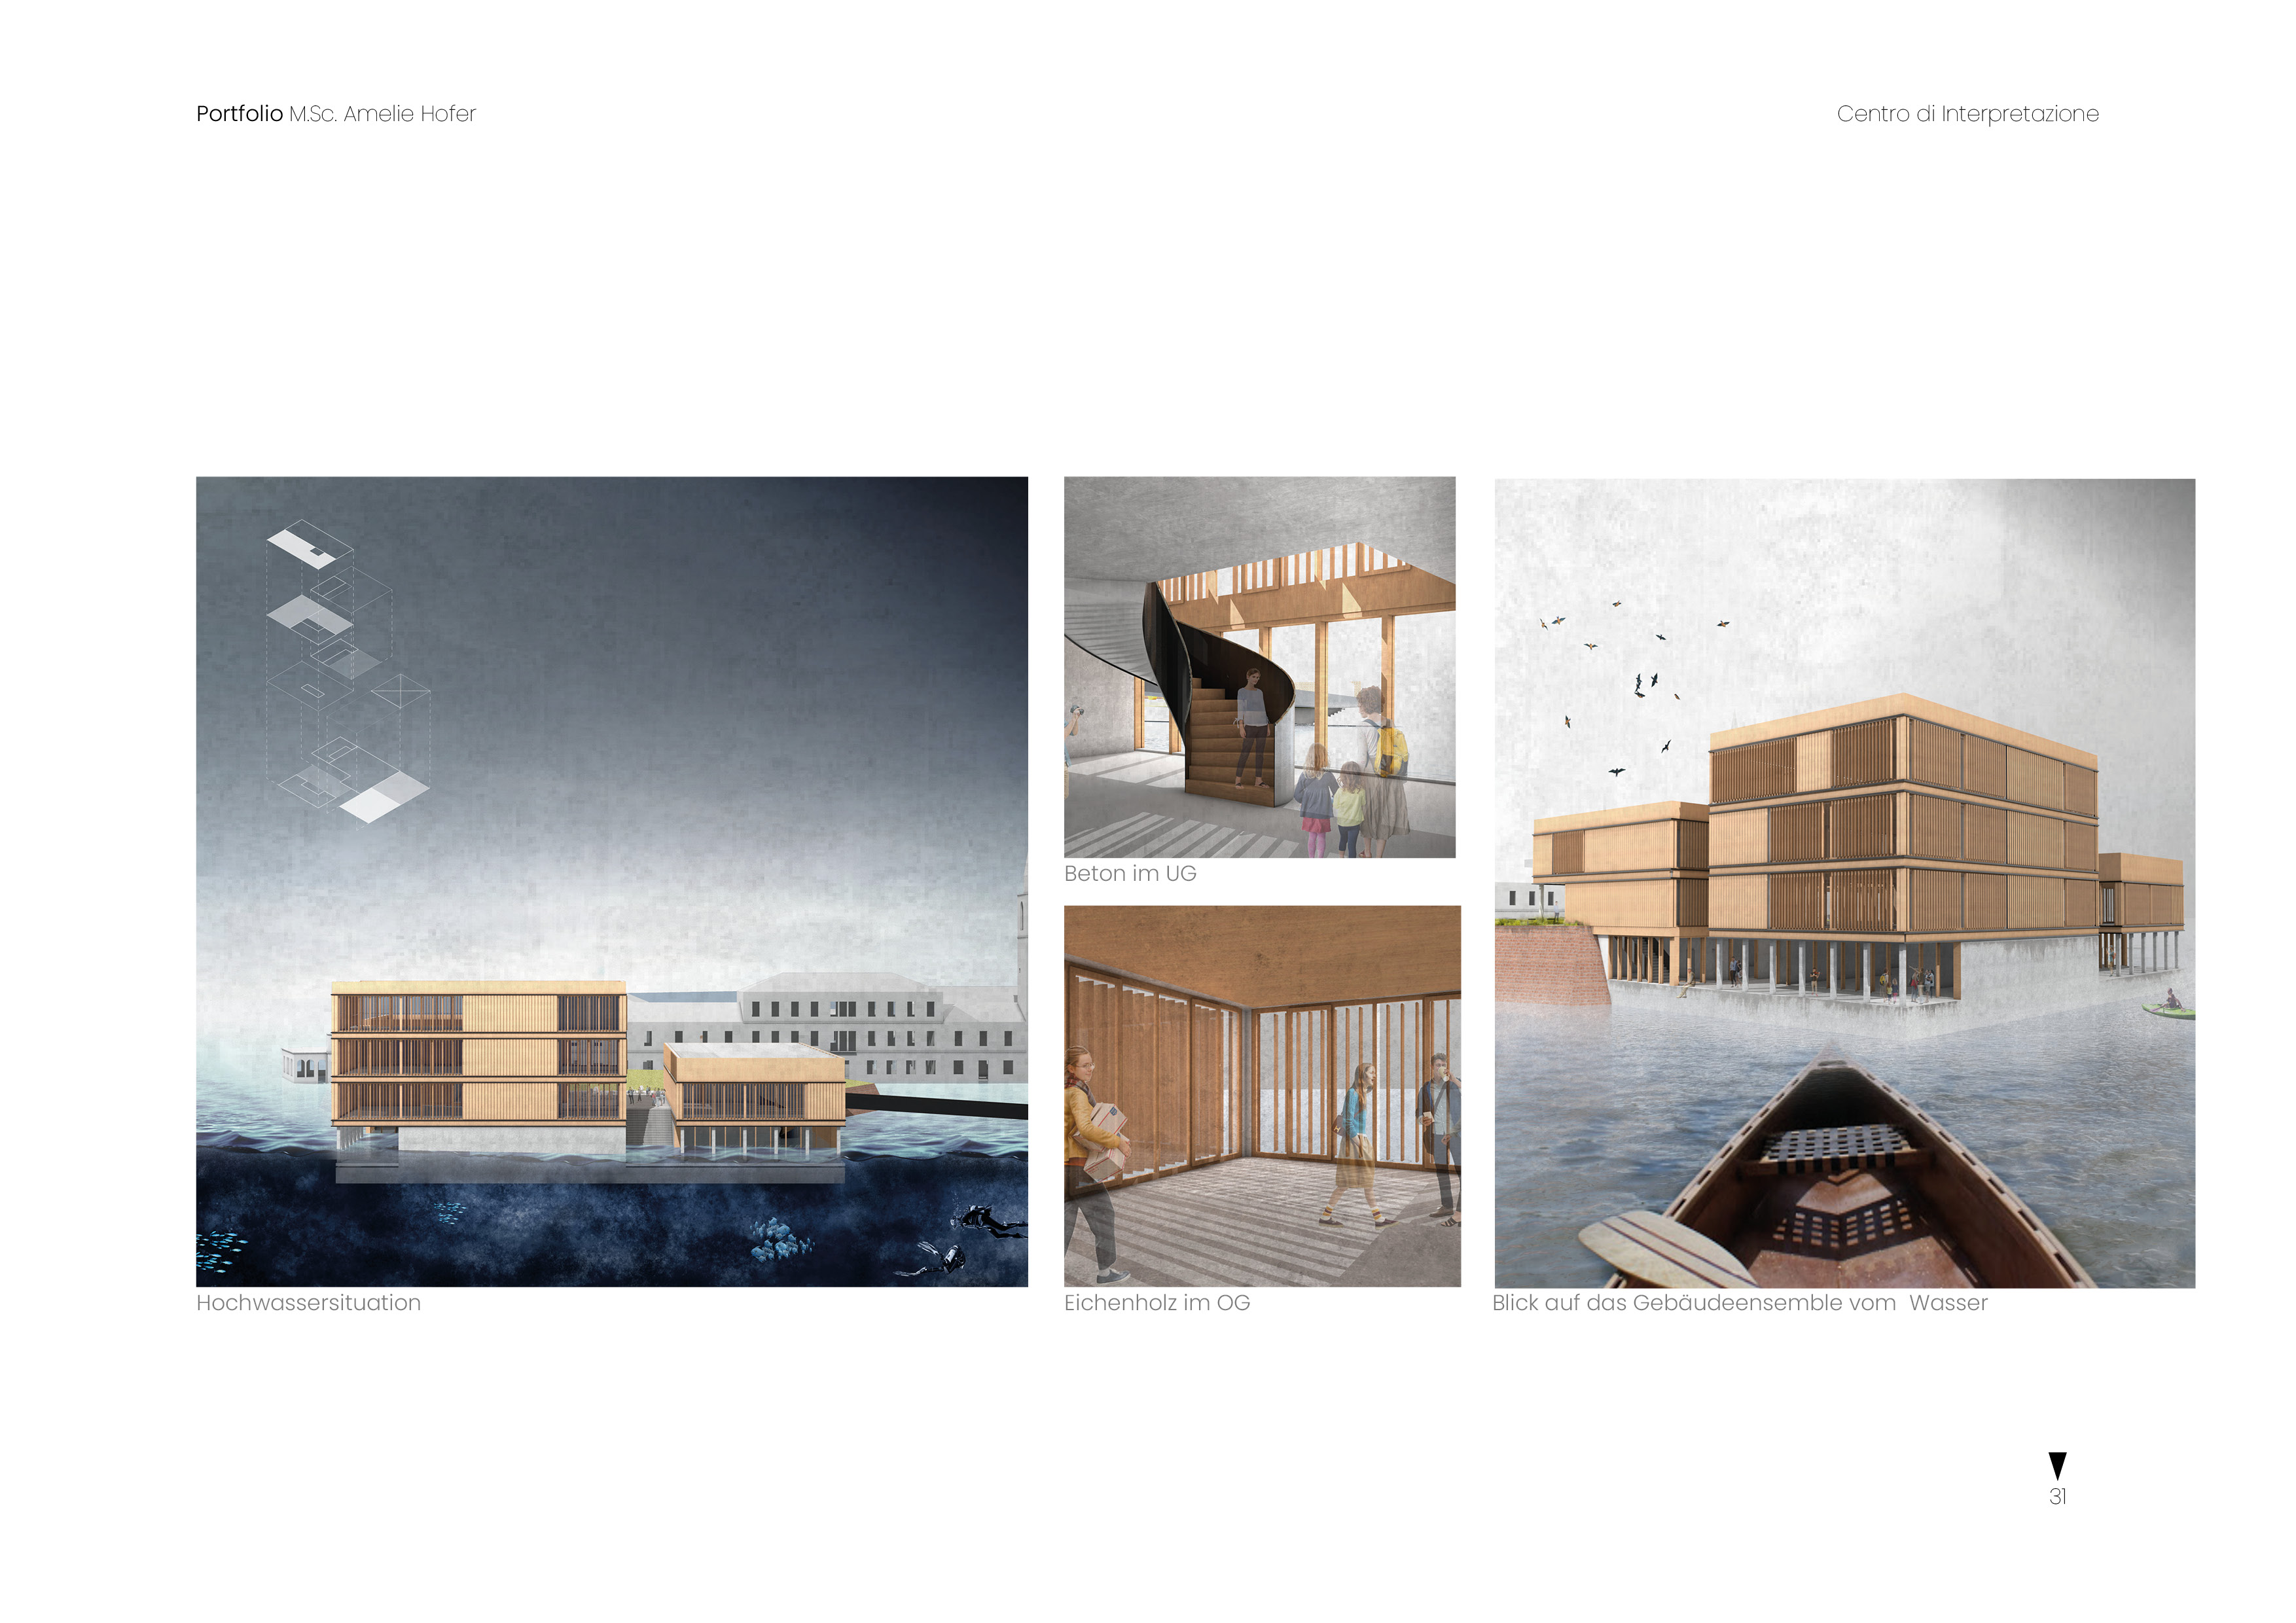 Portfolio M.Sc. Amelie Hofer
Centro di Interpretazione
Beton im UG
Hochwassersituation
Eichenholz im OG
Blick auf das Gebäudeensemble vom  Wasser
31